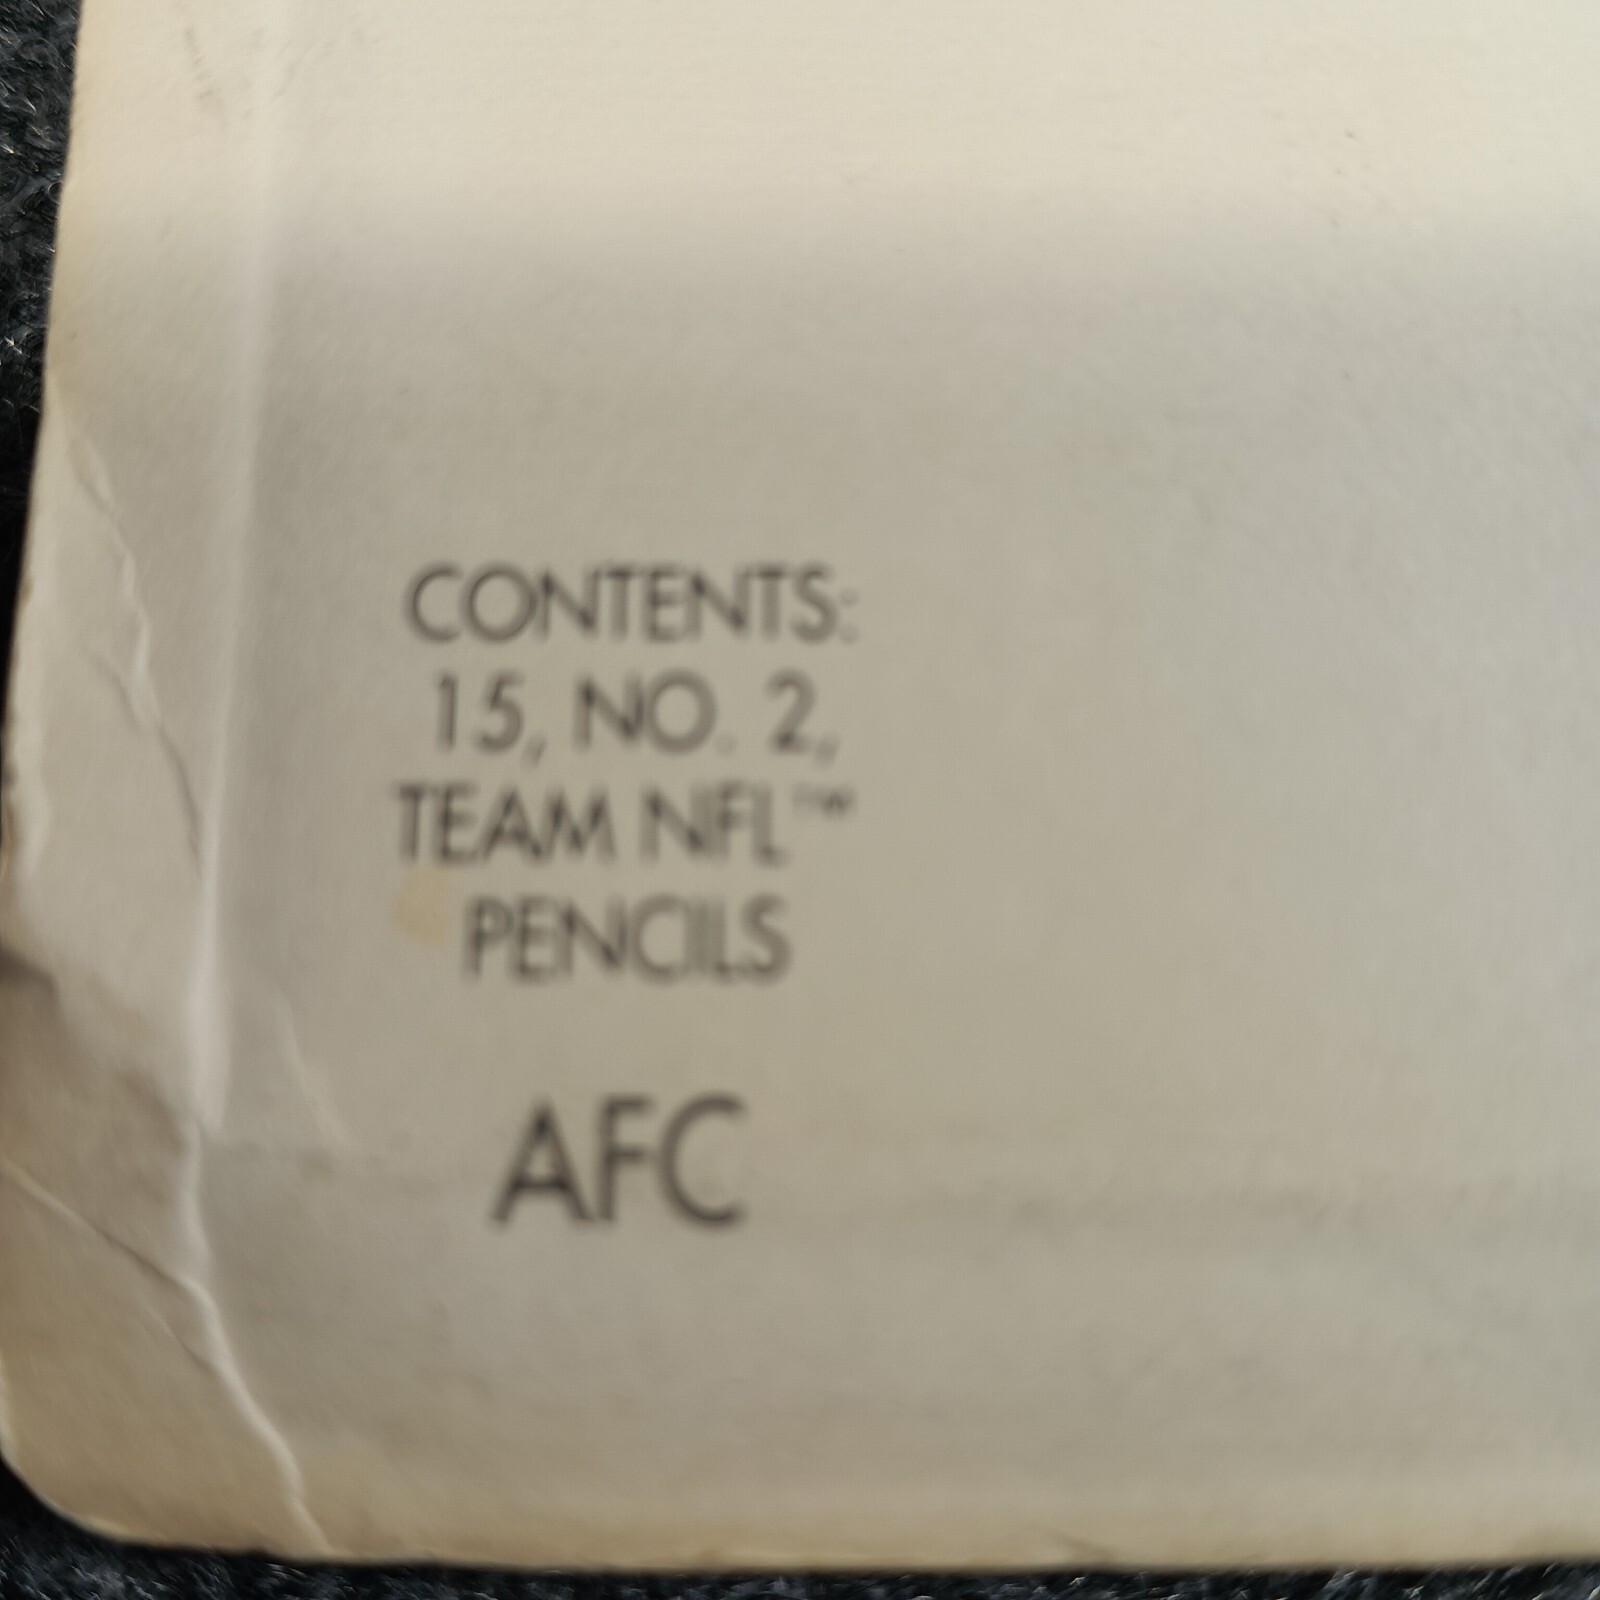 CONTENTS:
15, NO. 2,
TEAM NFL™
PENCILS
AFC